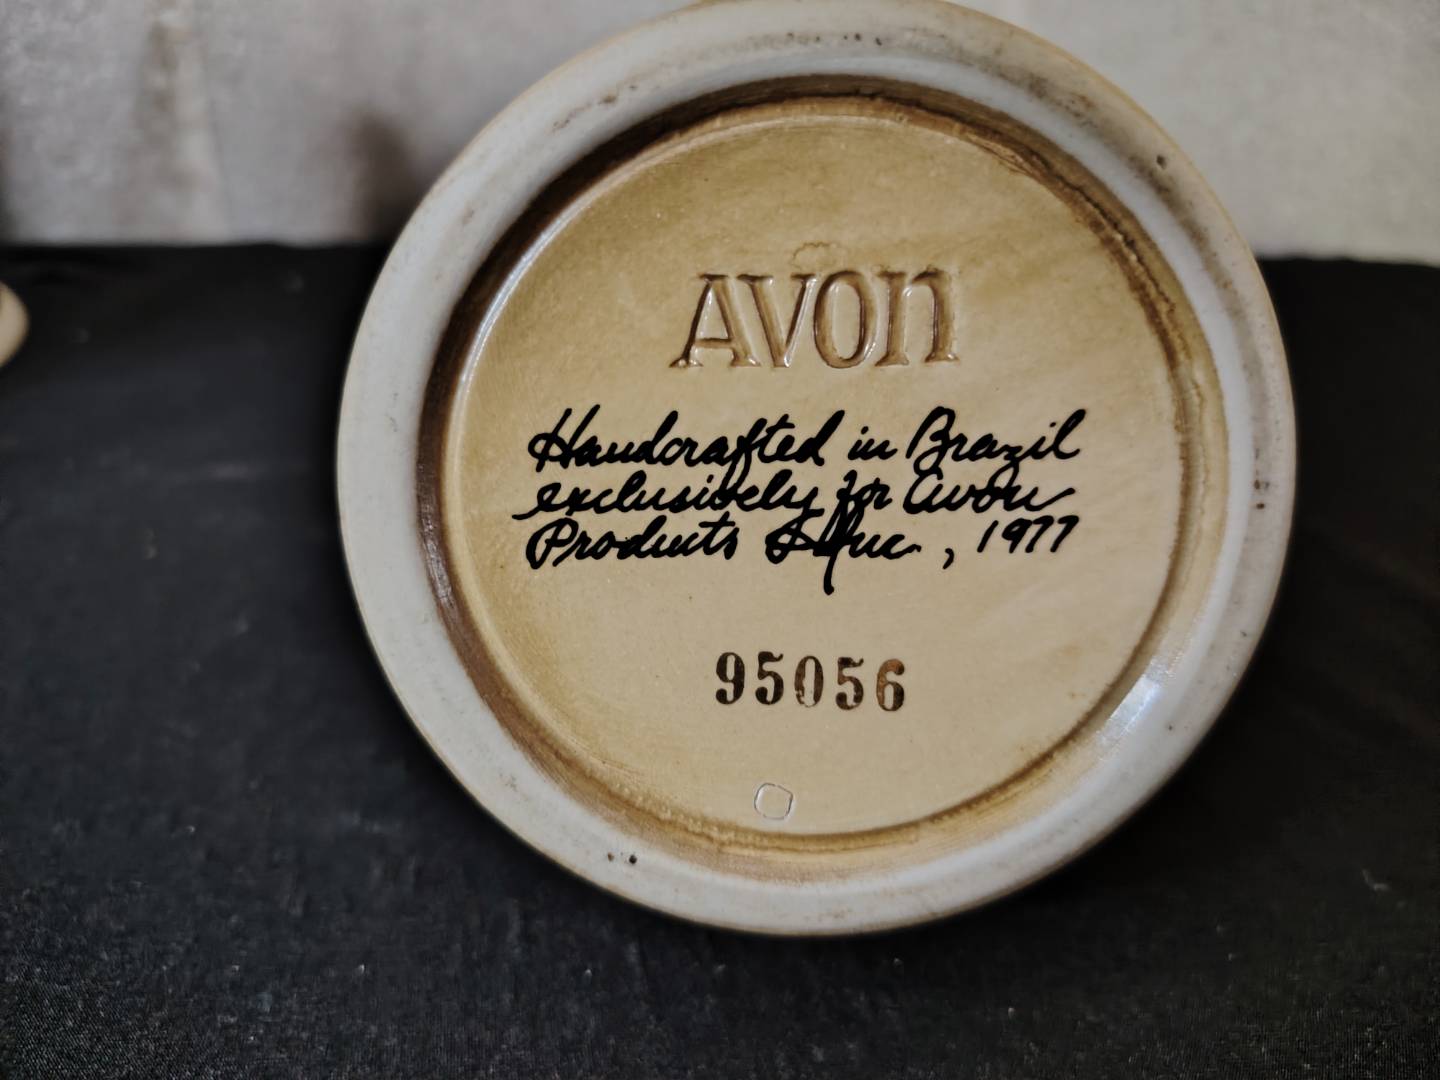 AVON
Handcrafted in Brazil
exclusively for Avon
Products Inc., 1977
95056